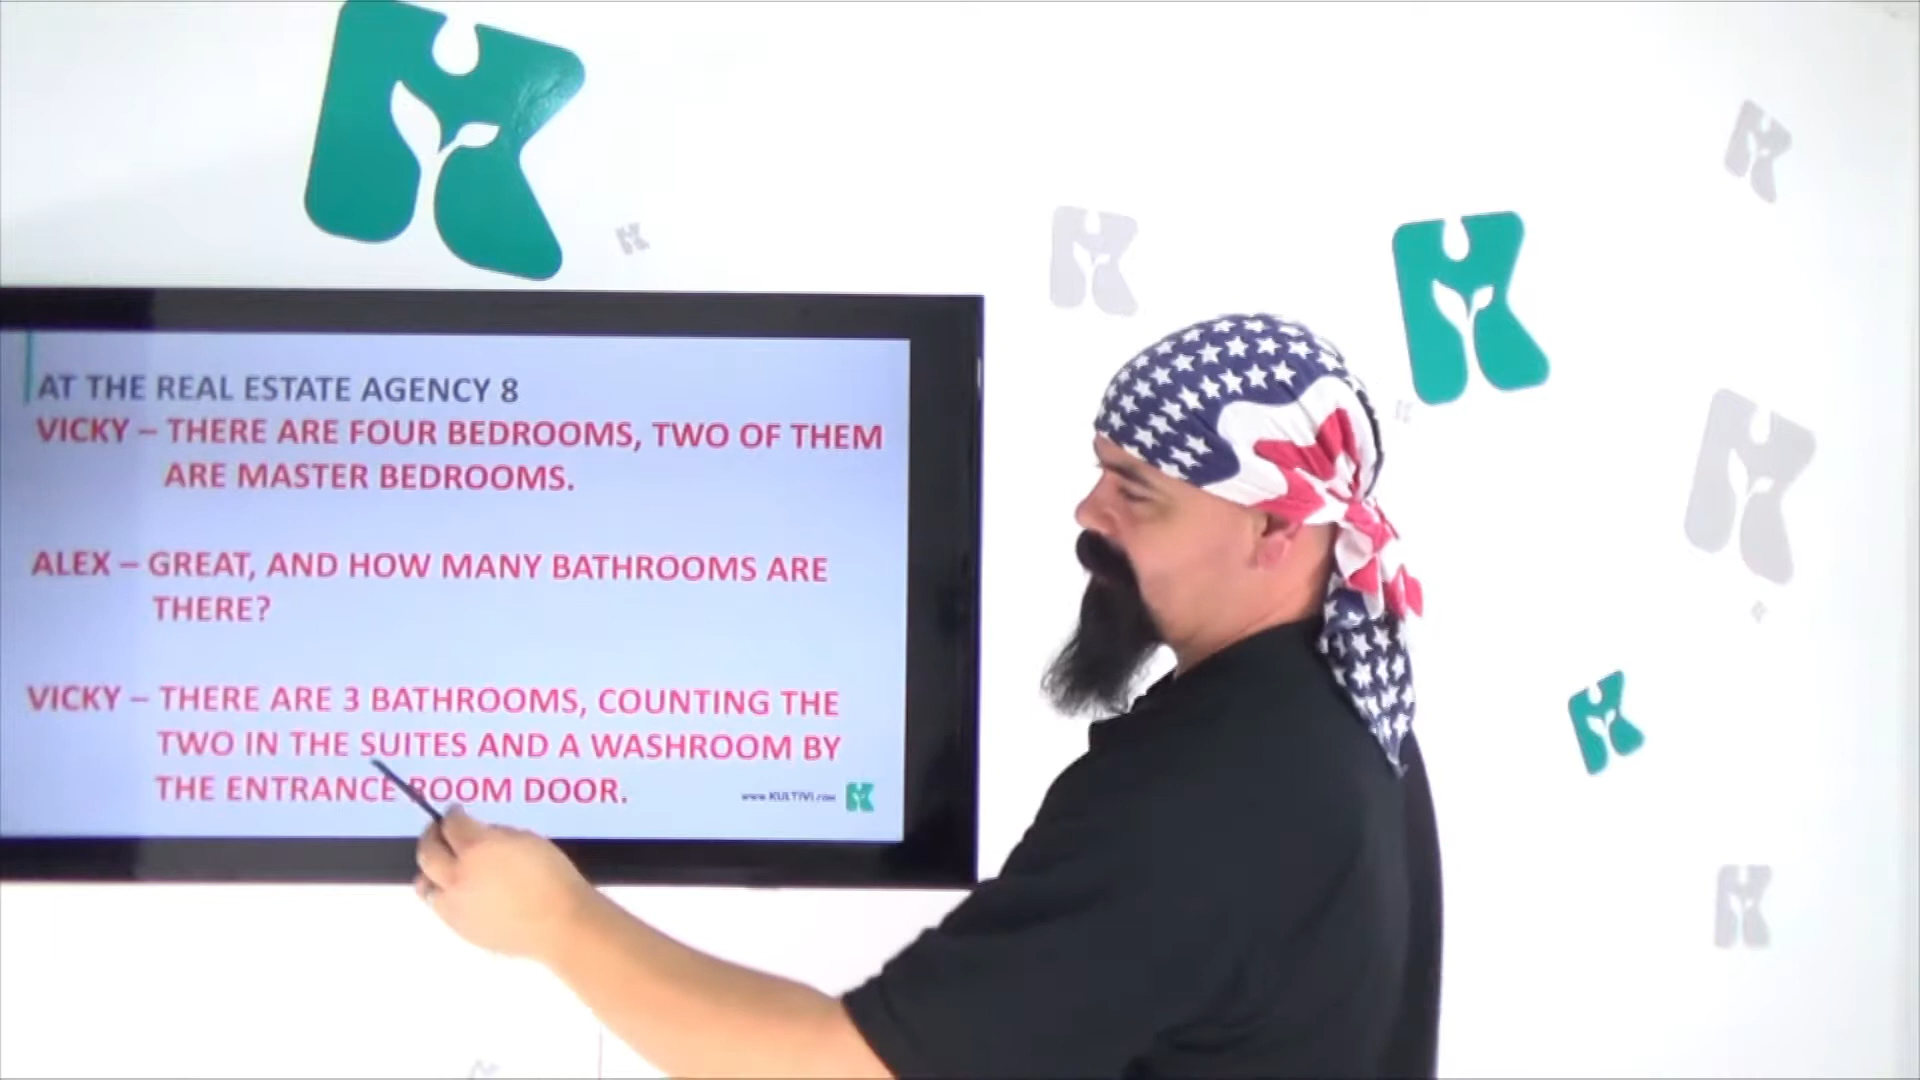 AT THE REAL ESTATE AGENCY 8
VICKY – THERE ARE FOUR BEDROOMS, TWO OF THEM
ARE MASTER BEDROOMS.
ALEX – GREAT, AND HOW MANY BATHROOMS ARE
THERE?
VICKY – THERE ARE 3 BATHROOMS, COUNTING THE
TWO IN THE SUITES AND A WASHROOM BY
THE ENTRANCE ROOM DOOR.
www.KULTIVI.COM